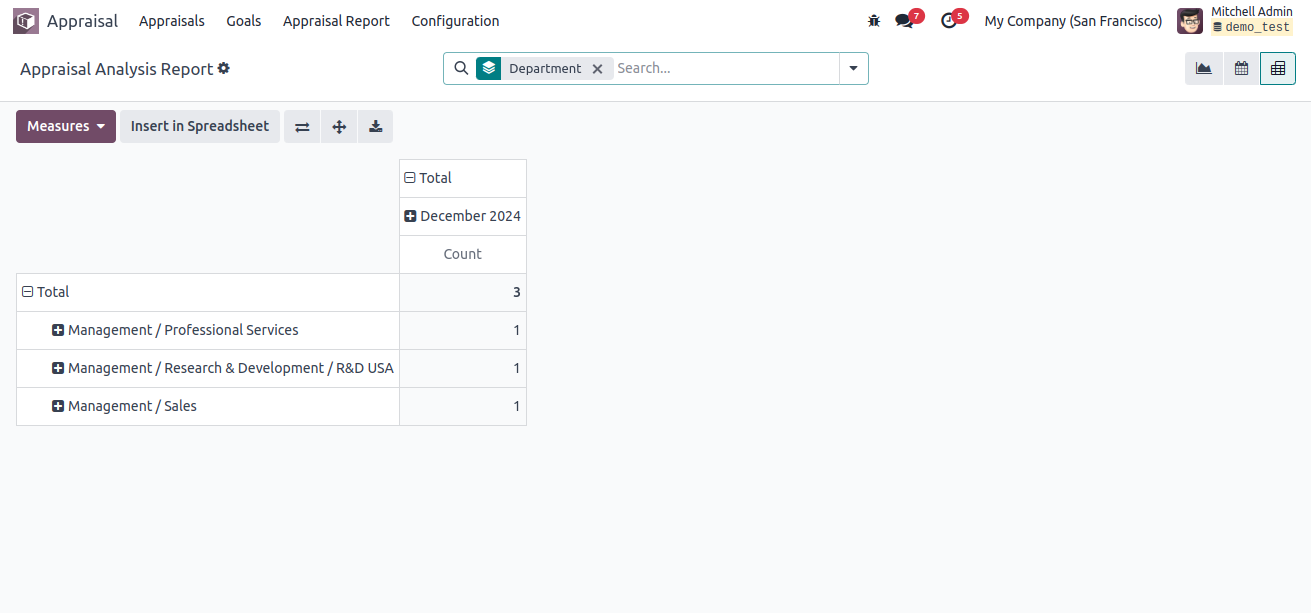 Appraisal Appraisals Goals Appraisal Report Configuration 7 5 My Company (San Francisco) Mitchell Admin
demo_test
Appraisal Analysis Report Department Search...
Measures Insert in Spreadsheet
Total
December 2024
Count
Total 3
Management / Professional Services 1
Management / Research & Development / R&D USA 1
Management / Sales 1